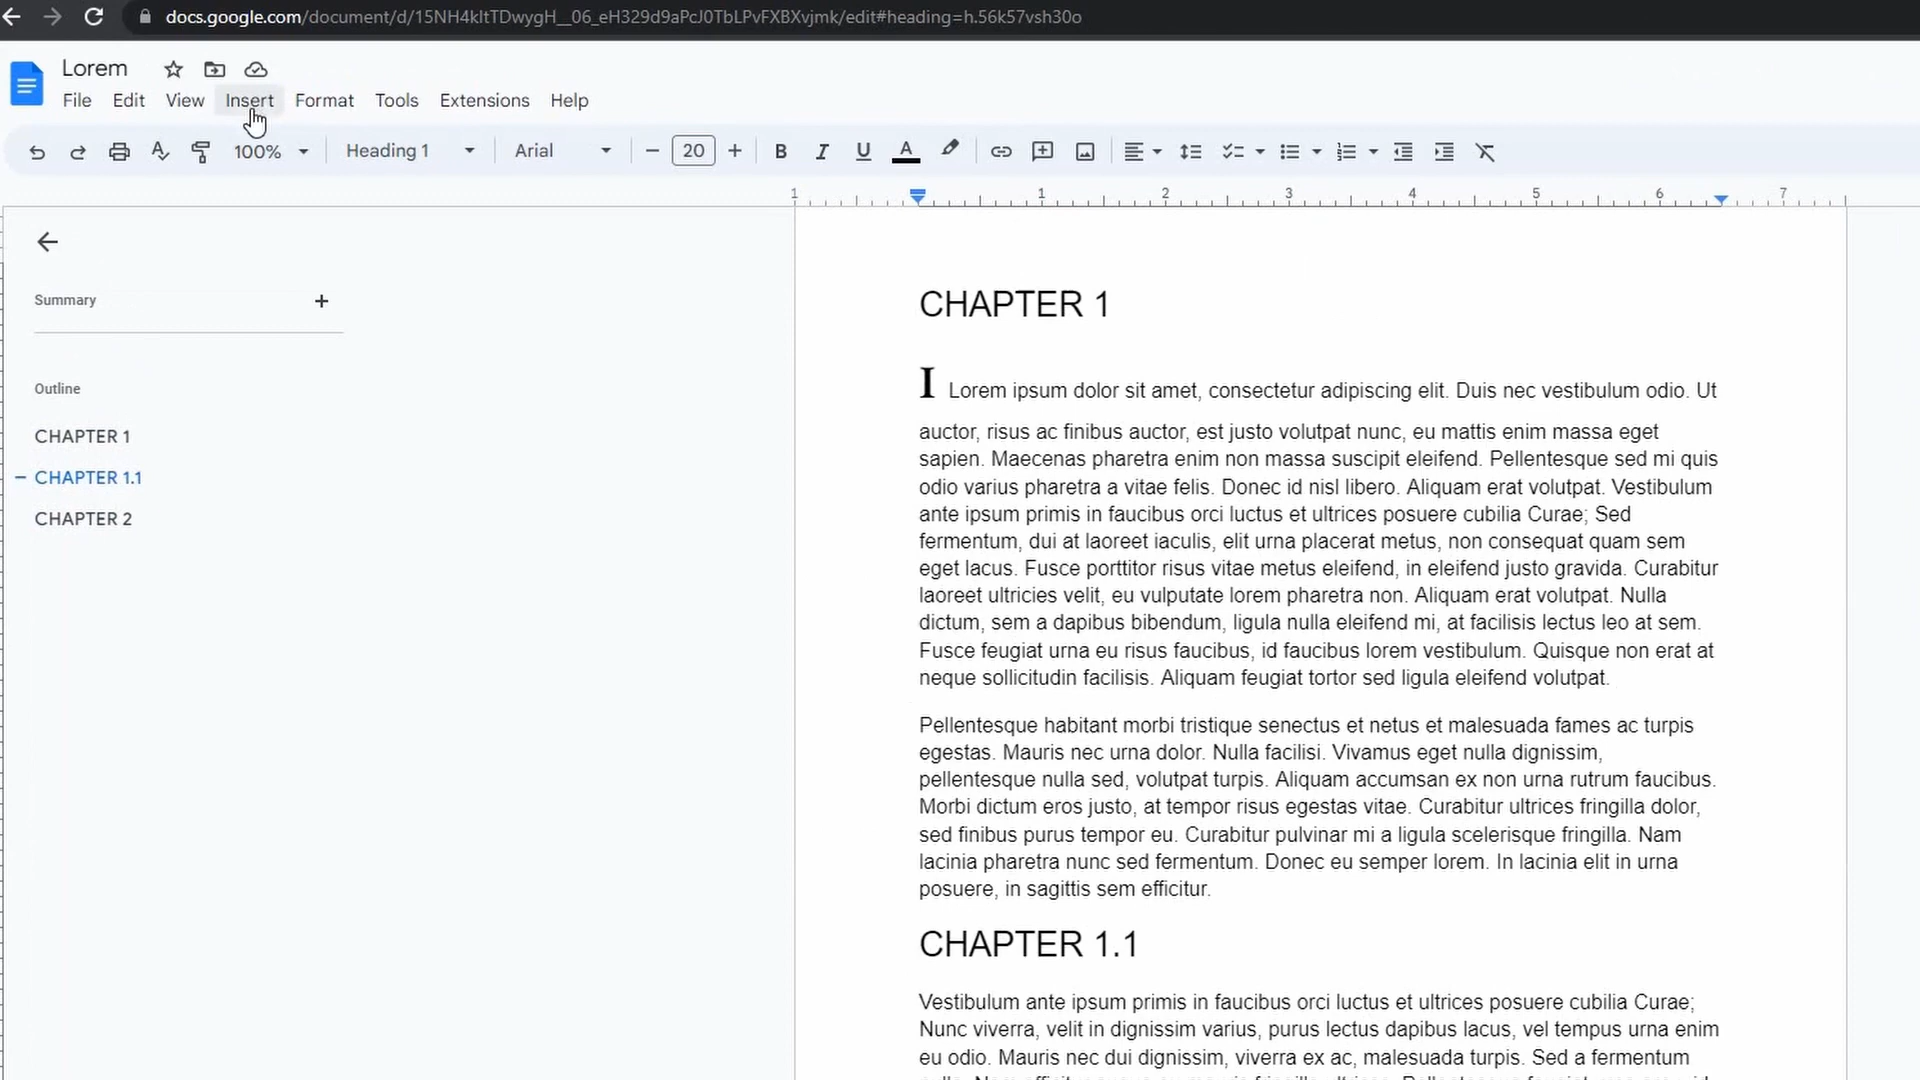 docs.google.com/document/d/15NH4kItTDwygH__06_eH329d9aPcJ0TbLPvFXBXvjmk/edit#heading=h.56k57vsh30o
Lorem
File Edit View Insert Format Tools Extensions Help
100% Heading 1 Arial 20 B I U A
1 1 2 3 4 5 6 7
Summary
Outline
CHAPTER 1
CHAPTER 1.1
CHAPTER 2
CHAPTER 1
I Lorem ipsum dolor sit amet, consectetur adipiscing elit. Duis nec vestibulum odio. Ut
auctor, risus ac finibus auctor, est justo volutpat nunc, eu mattis enim massa eget
sapien. Maecenas pharetra enim non massa suscipit eleifend. Pellentesque sed mi quis
odio varius pharetra a vitae felis. Donec id nisl libero. Aliquam erat volutpat. Vestibulum
ante ipsum primis in faucibus orci luctus et ultrices posuere cubilia Curae; Sed
fermentum, dui at laoreet iaculis, elit urna placerat metus, non consequat quam sem
eget lacus. Fusce porttitor risus vitae metus eleifend, in eleifend justo gravida. Curabitur
laoreet ultricies velit, eu vulputate lorem pharetra non. Aliquam erat volutpat. Nulla
dictum, sem a dapibus bibendum, ligula nulla eleifend mi, at facilisis lectus leo at sem.
Fusce feugiat urna eu risus faucibus, id faucibus lorem vestibulum. Quisque non erat at
neque sollicitudin facilisis. Aliquam feugiat tortor sed ligula eleifend volutpat.
Pellentesque habitant morbi tristique senectus et netus et malesuada fames ac turpis
egestas. Mauris nec urna dolor. Nulla facilisi. Vivamus eget nulla dignissim,
pellentesque nulla sed, volutpat turpis. Aliquam accumsan ex non urna rutrum faucibus.
Morbi dictum eros justo, at tempor risus egestas vitae. Curabitur ultrices fringilla dolor,
sed finibus purus tempor eu. Curabitur pulvinar mi a ligula scelerisque fringilla. Nam
lacinia pharetra nunc sed fermentum. Donec eu semper lorem. In lacinia elit in urna
posuere, in sagittis sem efficitur.
CHAPTER 1.1
Vestibulum ante ipsum primis in faucibus orci luctus et ultrices posuere cubilia Curae;
Nunc viverra, velit in dignissim varius, purus lectus dapibus lacus, vel tempus urna enim
eu odio. Mauris nec dui dignissim, viverra ex ac, malesuada turpis. Sed a fermentum